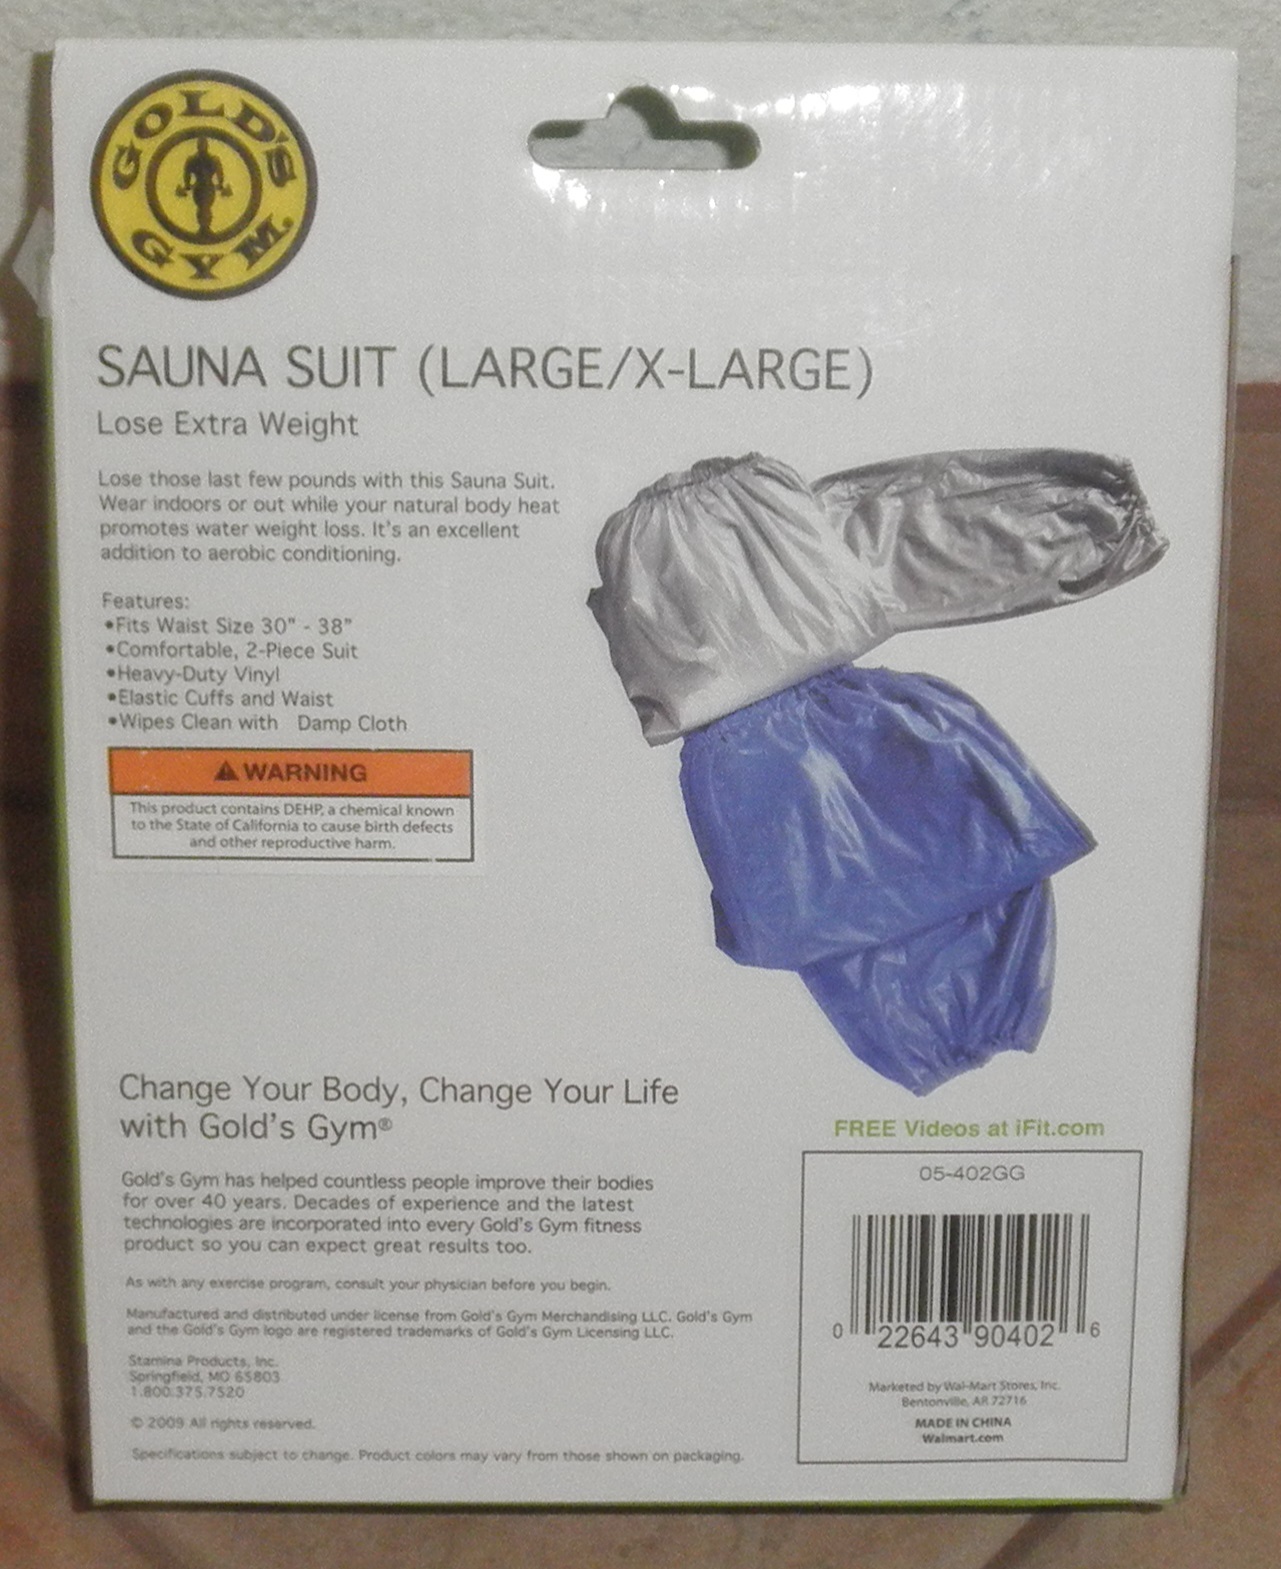 GOLD'S
GYM®
SAUNA SUIT (LARGE/X-LARGE)
Lose Extra Weight
Lose those last few pounds with this Sauna Suit.
Wear indoors or out while your natural body heat
promotes water weight loss. It's an excellent
addition to aerobic conditioning.
Features:
•Fits Waist Size 30" - 38"
•Comfortable, 2-Piece Suit
•Heavy-Duty Vinyl
•Elastic Cuffs and Waist
•Wipes Clean with Damp Cloth
⚠WARNING
This product contains DEHP, a chemical known
to the State of California to cause birth defects
and other reproductive harm.
Change Your Body, Change Your Life
with Gold's Gym®
Gold's Gym has helped countless people improve their bodies
for over 40 years. Decades of experience and the latest
technologies are incorporated into every Gold's Gym fitness
product so you can expect great results too.
As with any exercise program, consult your physician before you begin.
Manufactured and distributed under license from Gold's Gym Merchandising LLC. Gold's Gym
and the Gold's Gym logo are registered trademarks of Gold's Gym Licensing LLC.
Stamina Products, Inc.
Springfield, MO 65803
1.800.375.7520
© 2009 All rights reserved.
Specifications subject to change. Product colors may vary from those shown on packaging.
FREE Videos at iFit.com
05-402GG
0 22643 90402 6
Marketed by Wal-Mart Stores, Inc.
Bentonville, AR 72716
MADE IN CHINA
Walmart.com